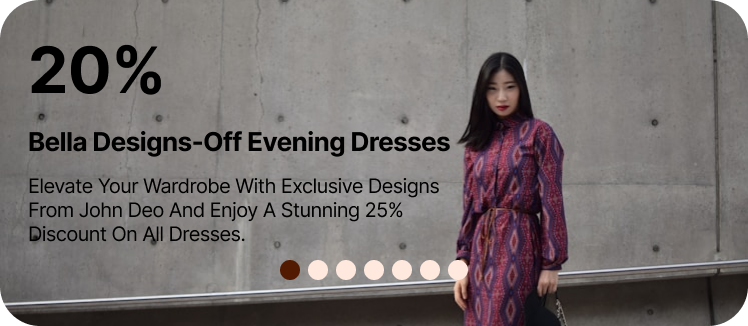 20%
Bella Designs-Off Evening Dresses
Elevate Your Wardrobe With Exclusive Designs
From John Deo And Enjoy A Stunning 25%
Discount On All Dresses.